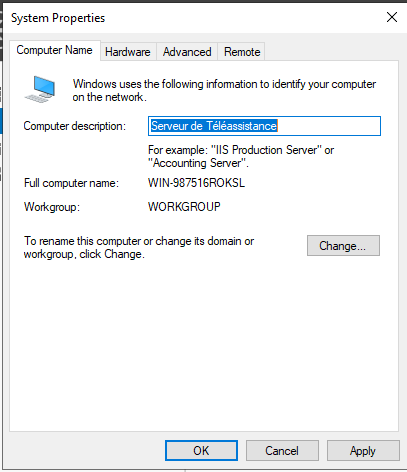 System Properties
Computer Name Hardware Advanced Remote
Windows uses the following information to identify your computer
on the network.
Computer description: Serveur de Téléassistance
For example: "IIS Production Server" or
"Accounting Server".
Full computer name: WIN-987516ROKSL
Workgroup: WORKGROUP
To rename this computer or change its domain or
workgroup, click Change.
Change...
OK Cancel Apply